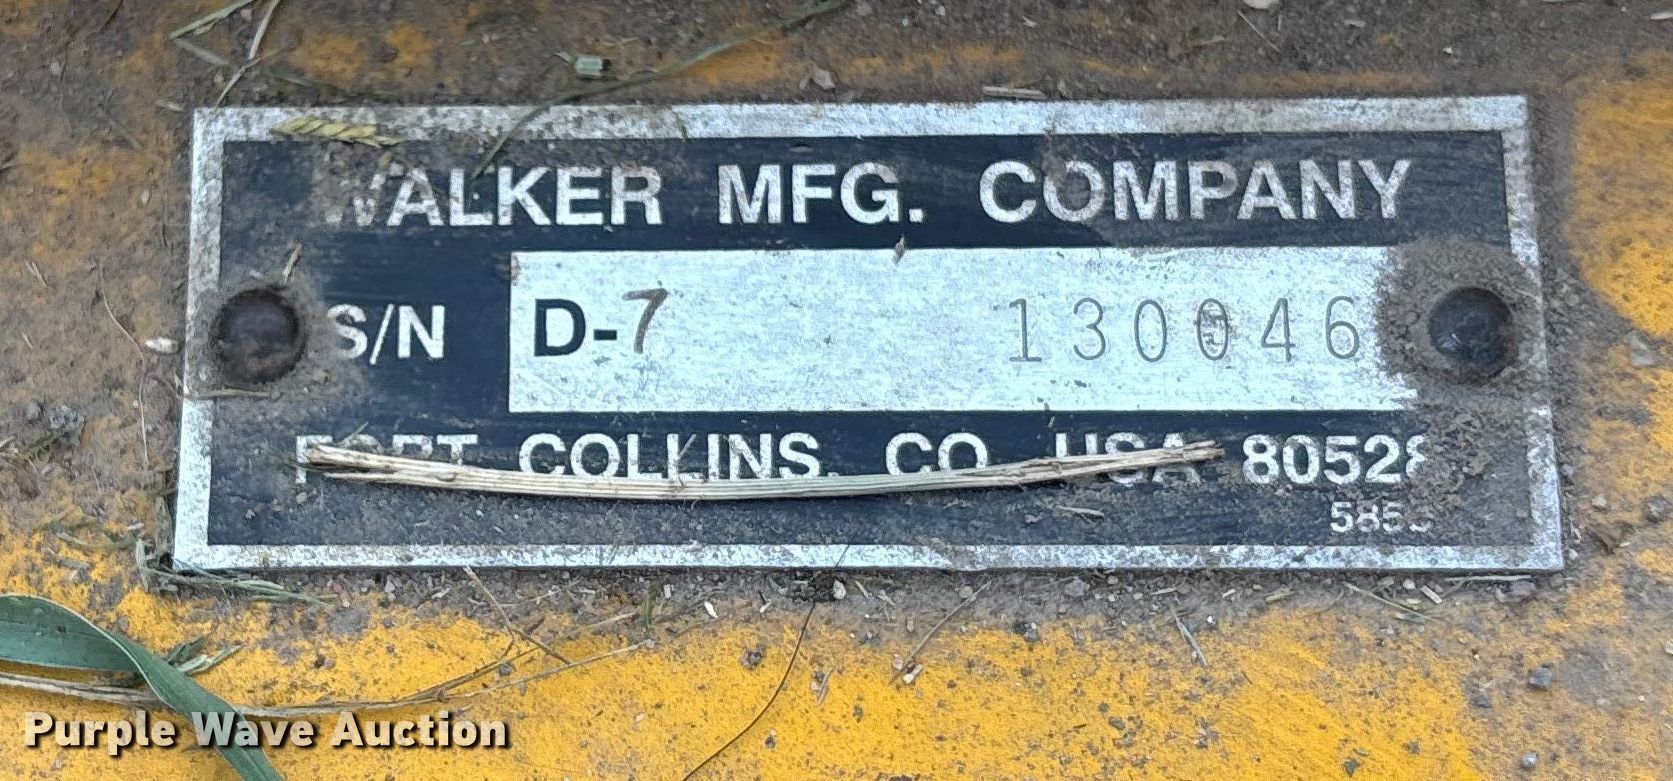 WALKER MFG. COMPANY
S/N D-7 130046
FORT COLLINS, CO USA 80528
Purple Wave Auction